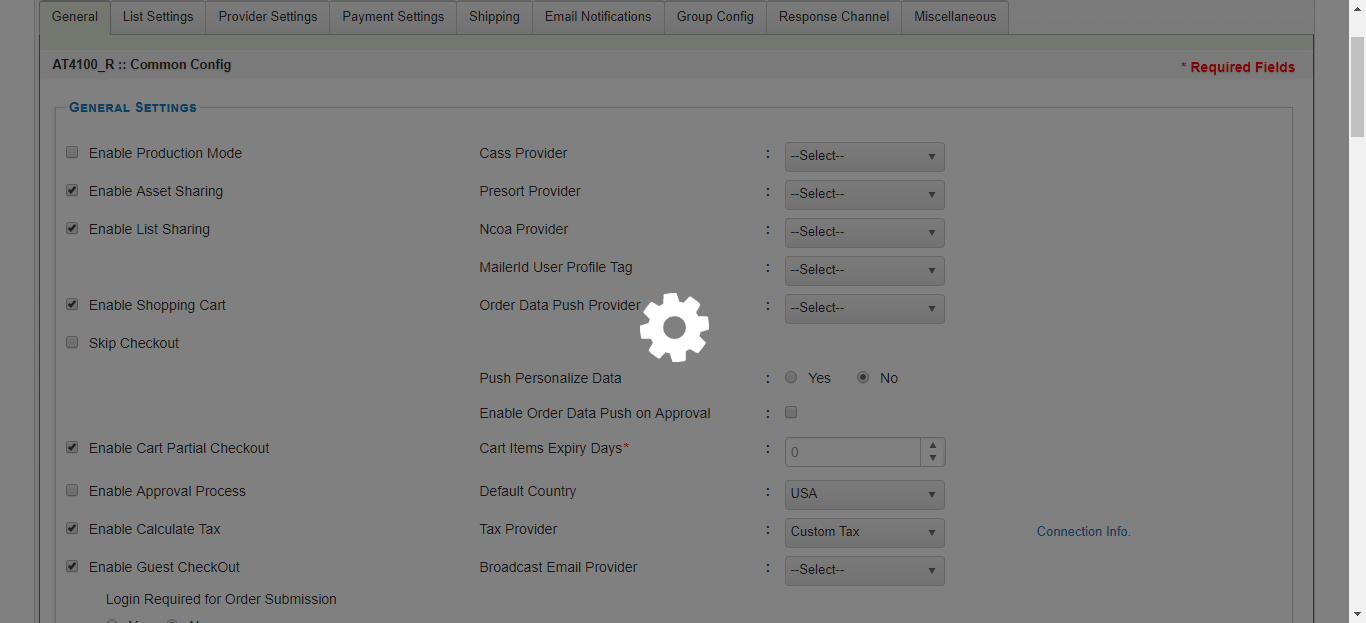 General List Settings Provider Settings Payment Settings Shipping Email Notifications Group Config Response Channel Miscellaneous
AT4100_R :: Common Config * Required Fields
General Settings
Enable Production Mode Cass Provider : --Select--
Enable Asset Sharing Presort Provider : --Select--
Enable List Sharing Ncoa Provider : --Select--
MailerId User Profile Tag : --Select--
Enable Shopping Cart Order Data Push Provider : --Select--
Skip Checkout
Push Personalize Data : Yes No
Enable Order Data Push on Approval :
Enable Cart Partial Checkout Cart Items Expiry Days* : 0
Enable Approval Process Default Country : USA
Enable Calculate Tax Tax Provider : Custom Tax Connection Info.
Enable Guest CheckOut Broadcast Email Provider : --Select--
Login Required for Order Submission